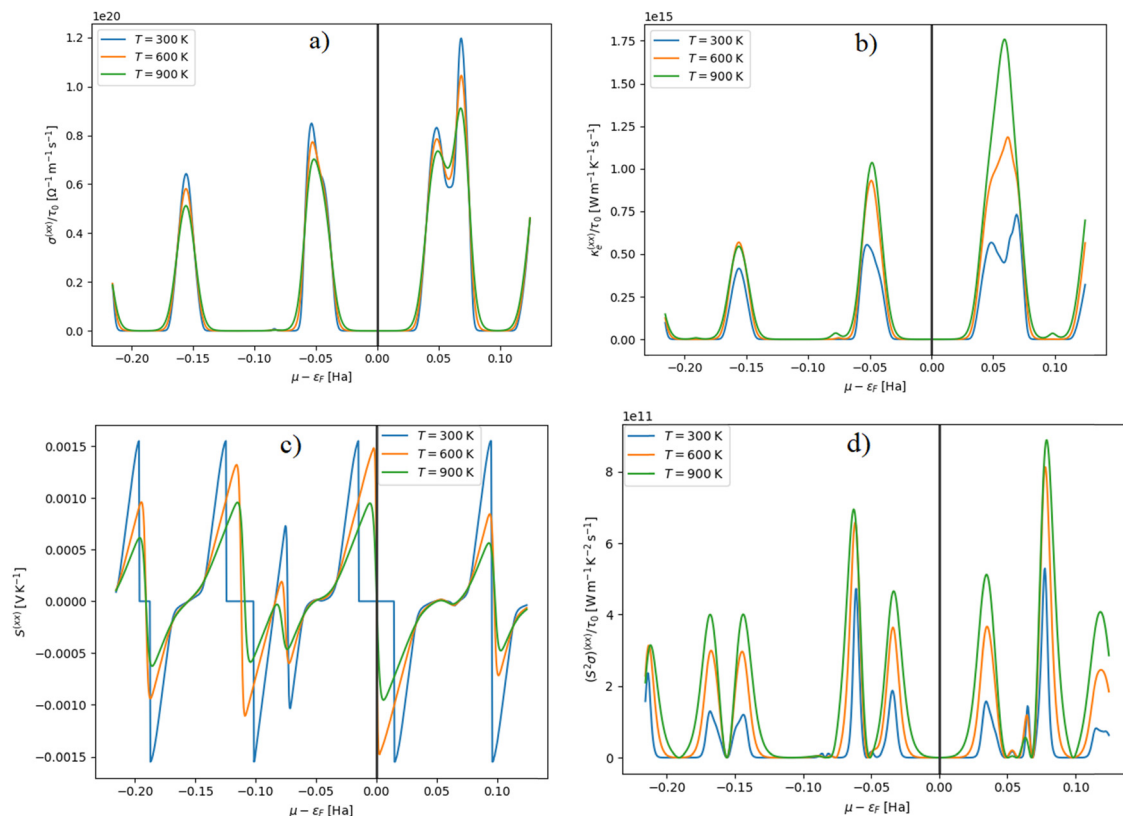 1e20
a)
T = 300 K
T = 600 K
T = 900 K
σ^(xx)/τ₀ [Ω⁻¹ m⁻¹ s⁻¹]
1.2
1.0
0.8
0.6
0.4
0.2
0.0
−0.20 −0.15 −0.10 −0.05 0.00 0.05 0.10
μ − ε_F [Ha]
1e15
b)
T = 300 K
T = 600 K
T = 900 K
κ_e^(xx)/τ₀ [W m⁻¹ K⁻¹ s⁻¹]
1.75
1.50
1.25
1.00
0.75
0.50
0.25
0.00
−0.20 −0.15 −0.10 −0.05 0.00 0.05 0.10
μ − ε_F [Ha]
c)
T = 300 K
T = 600 K
T = 900 K
S^(xx) [V K⁻¹]
0.0015
0.0010
0.0005
0.0000
−0.0005
−0.0010
−0.0015
−0.20 −0.15 −0.10 −0.05 0.00 0.05 0.10
μ − ε_F [Ha]
1e11
d)
T = 300 K
T = 600 K
T = 900 K
(S²σ)^(xx)/τ₀ [W m⁻¹ K⁻² s⁻¹]
8
6
4
2
0
−0.20 −0.15 −0.10 −0.05 0.00 0.05 0.10
μ − ε_F [Ha]